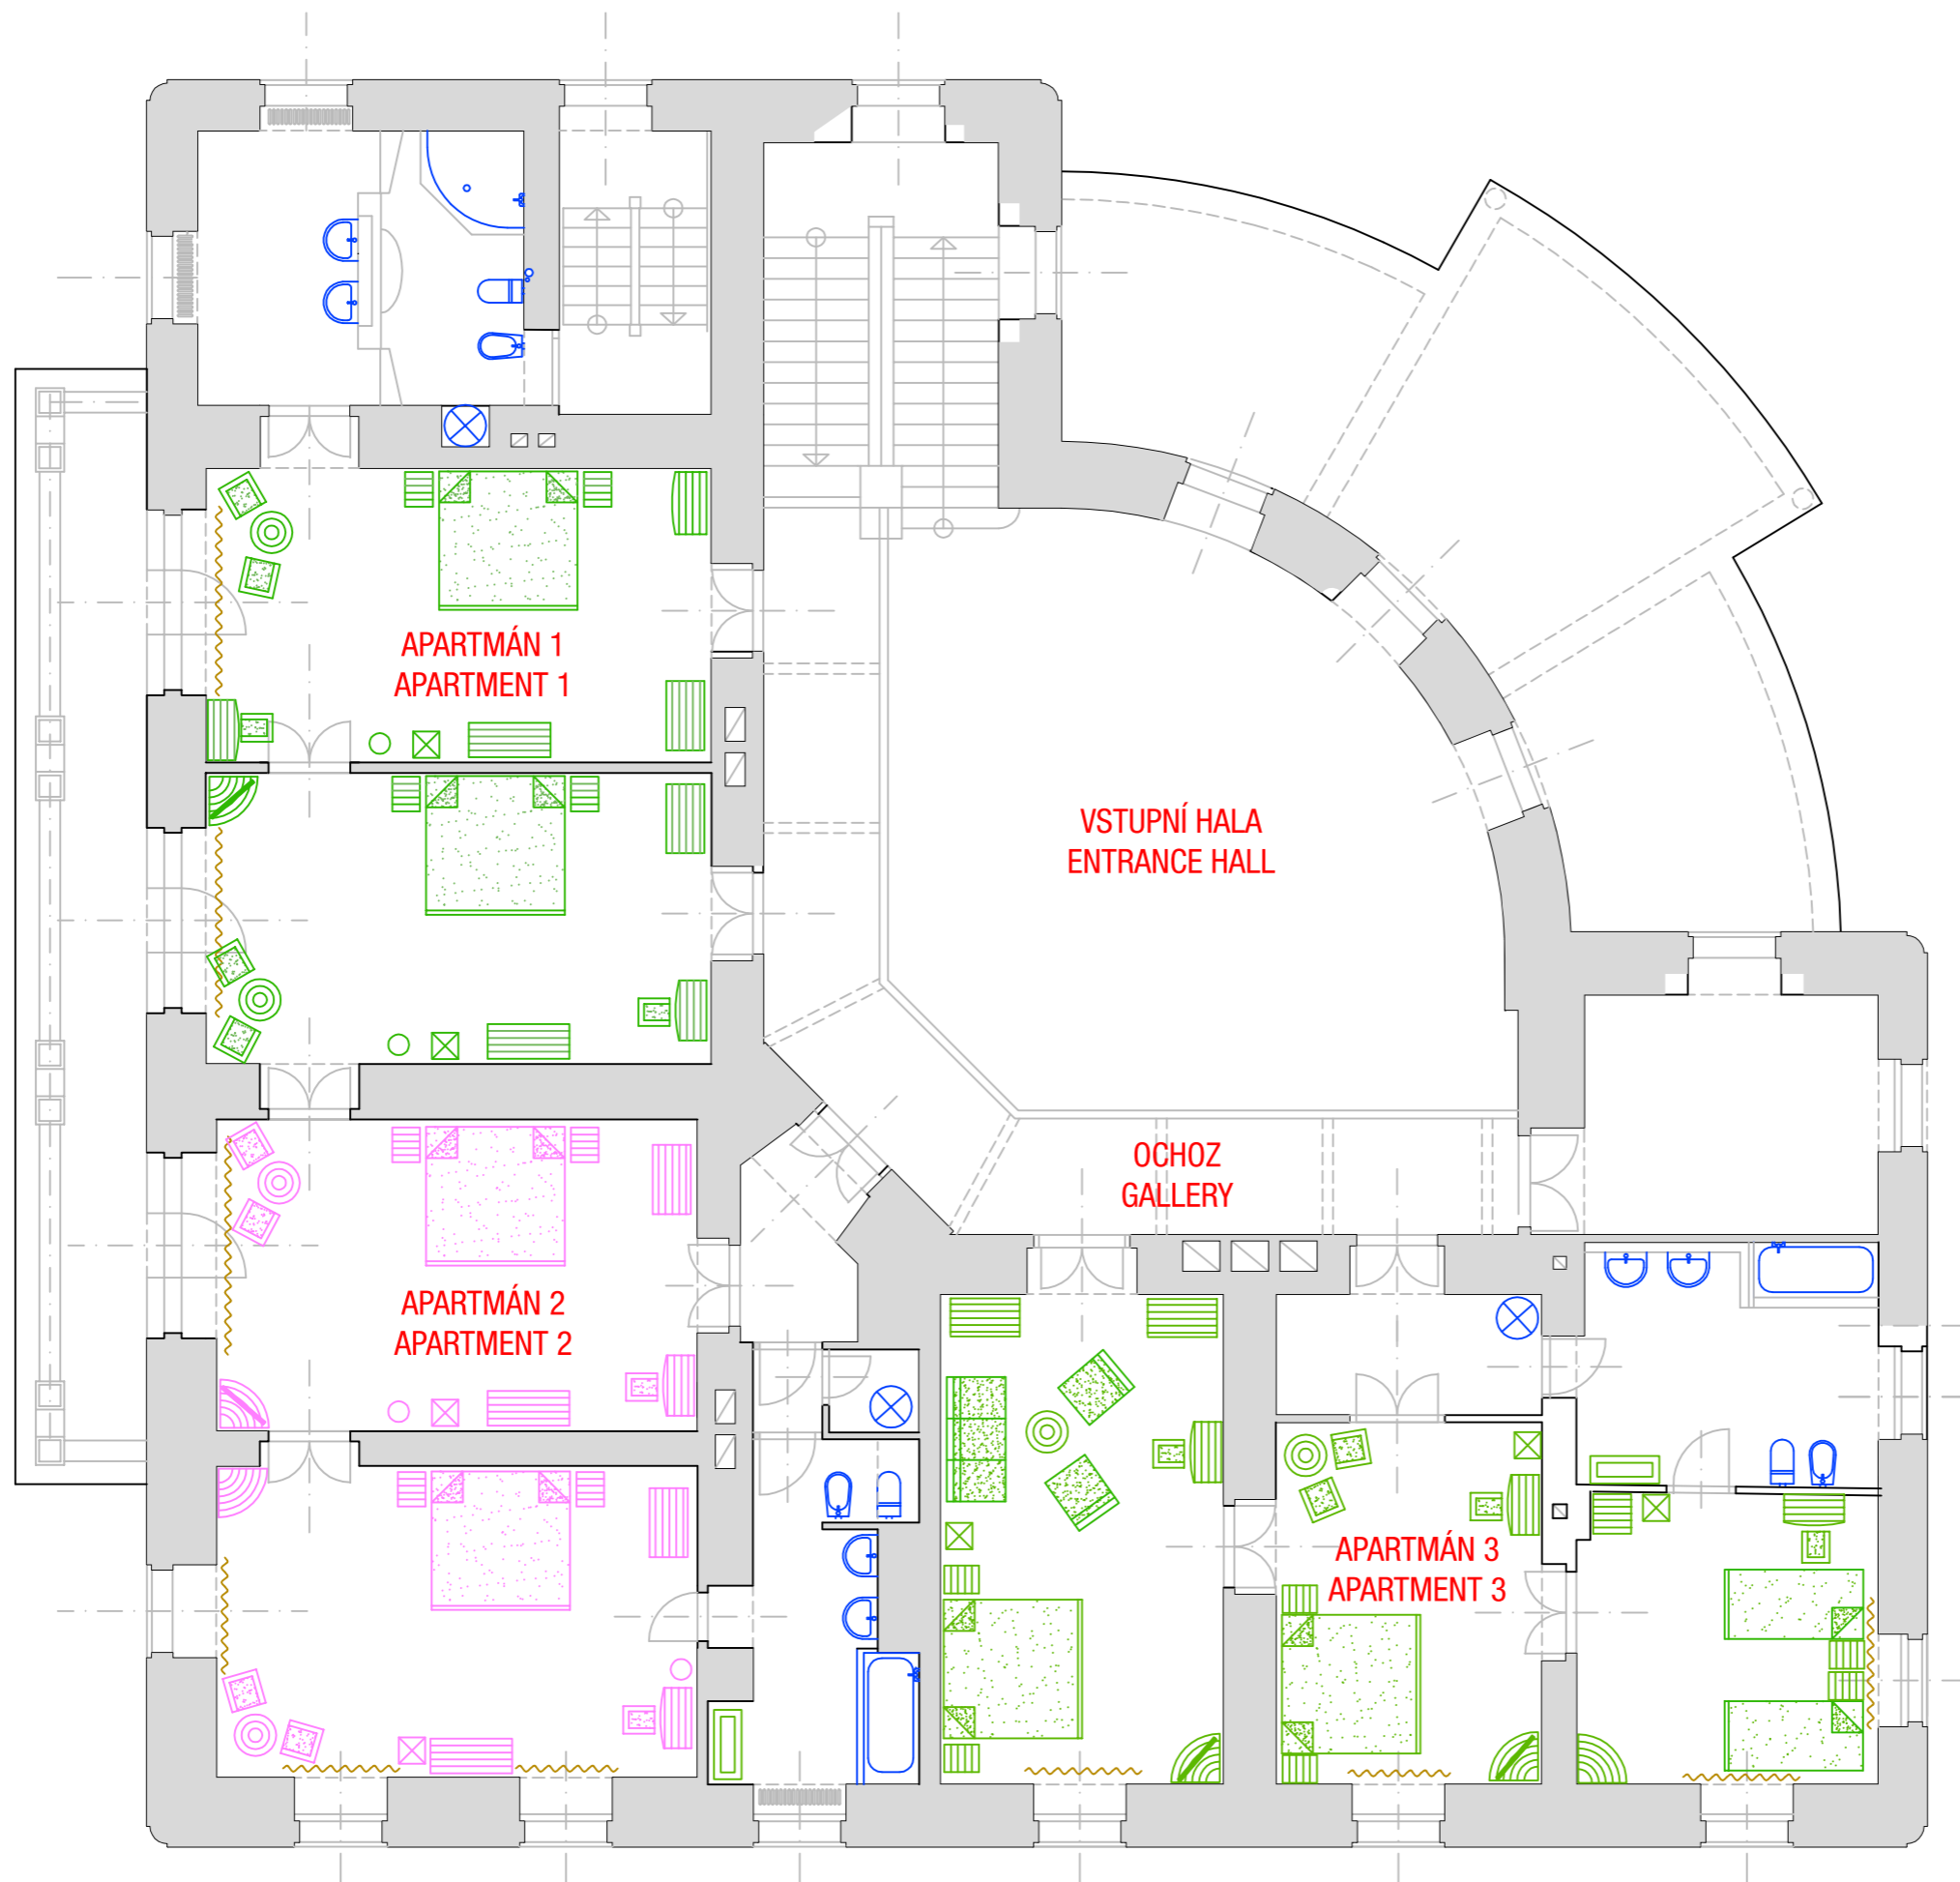 APARTMÁN 1
APARTMENT 1
VSTUPNÍ HALA
ENTRANCE HALL
OCHOZ
GALLERY
APARTMÁN 2
APARTMENT 2
APARTMÁN 3
APARTMENT 3